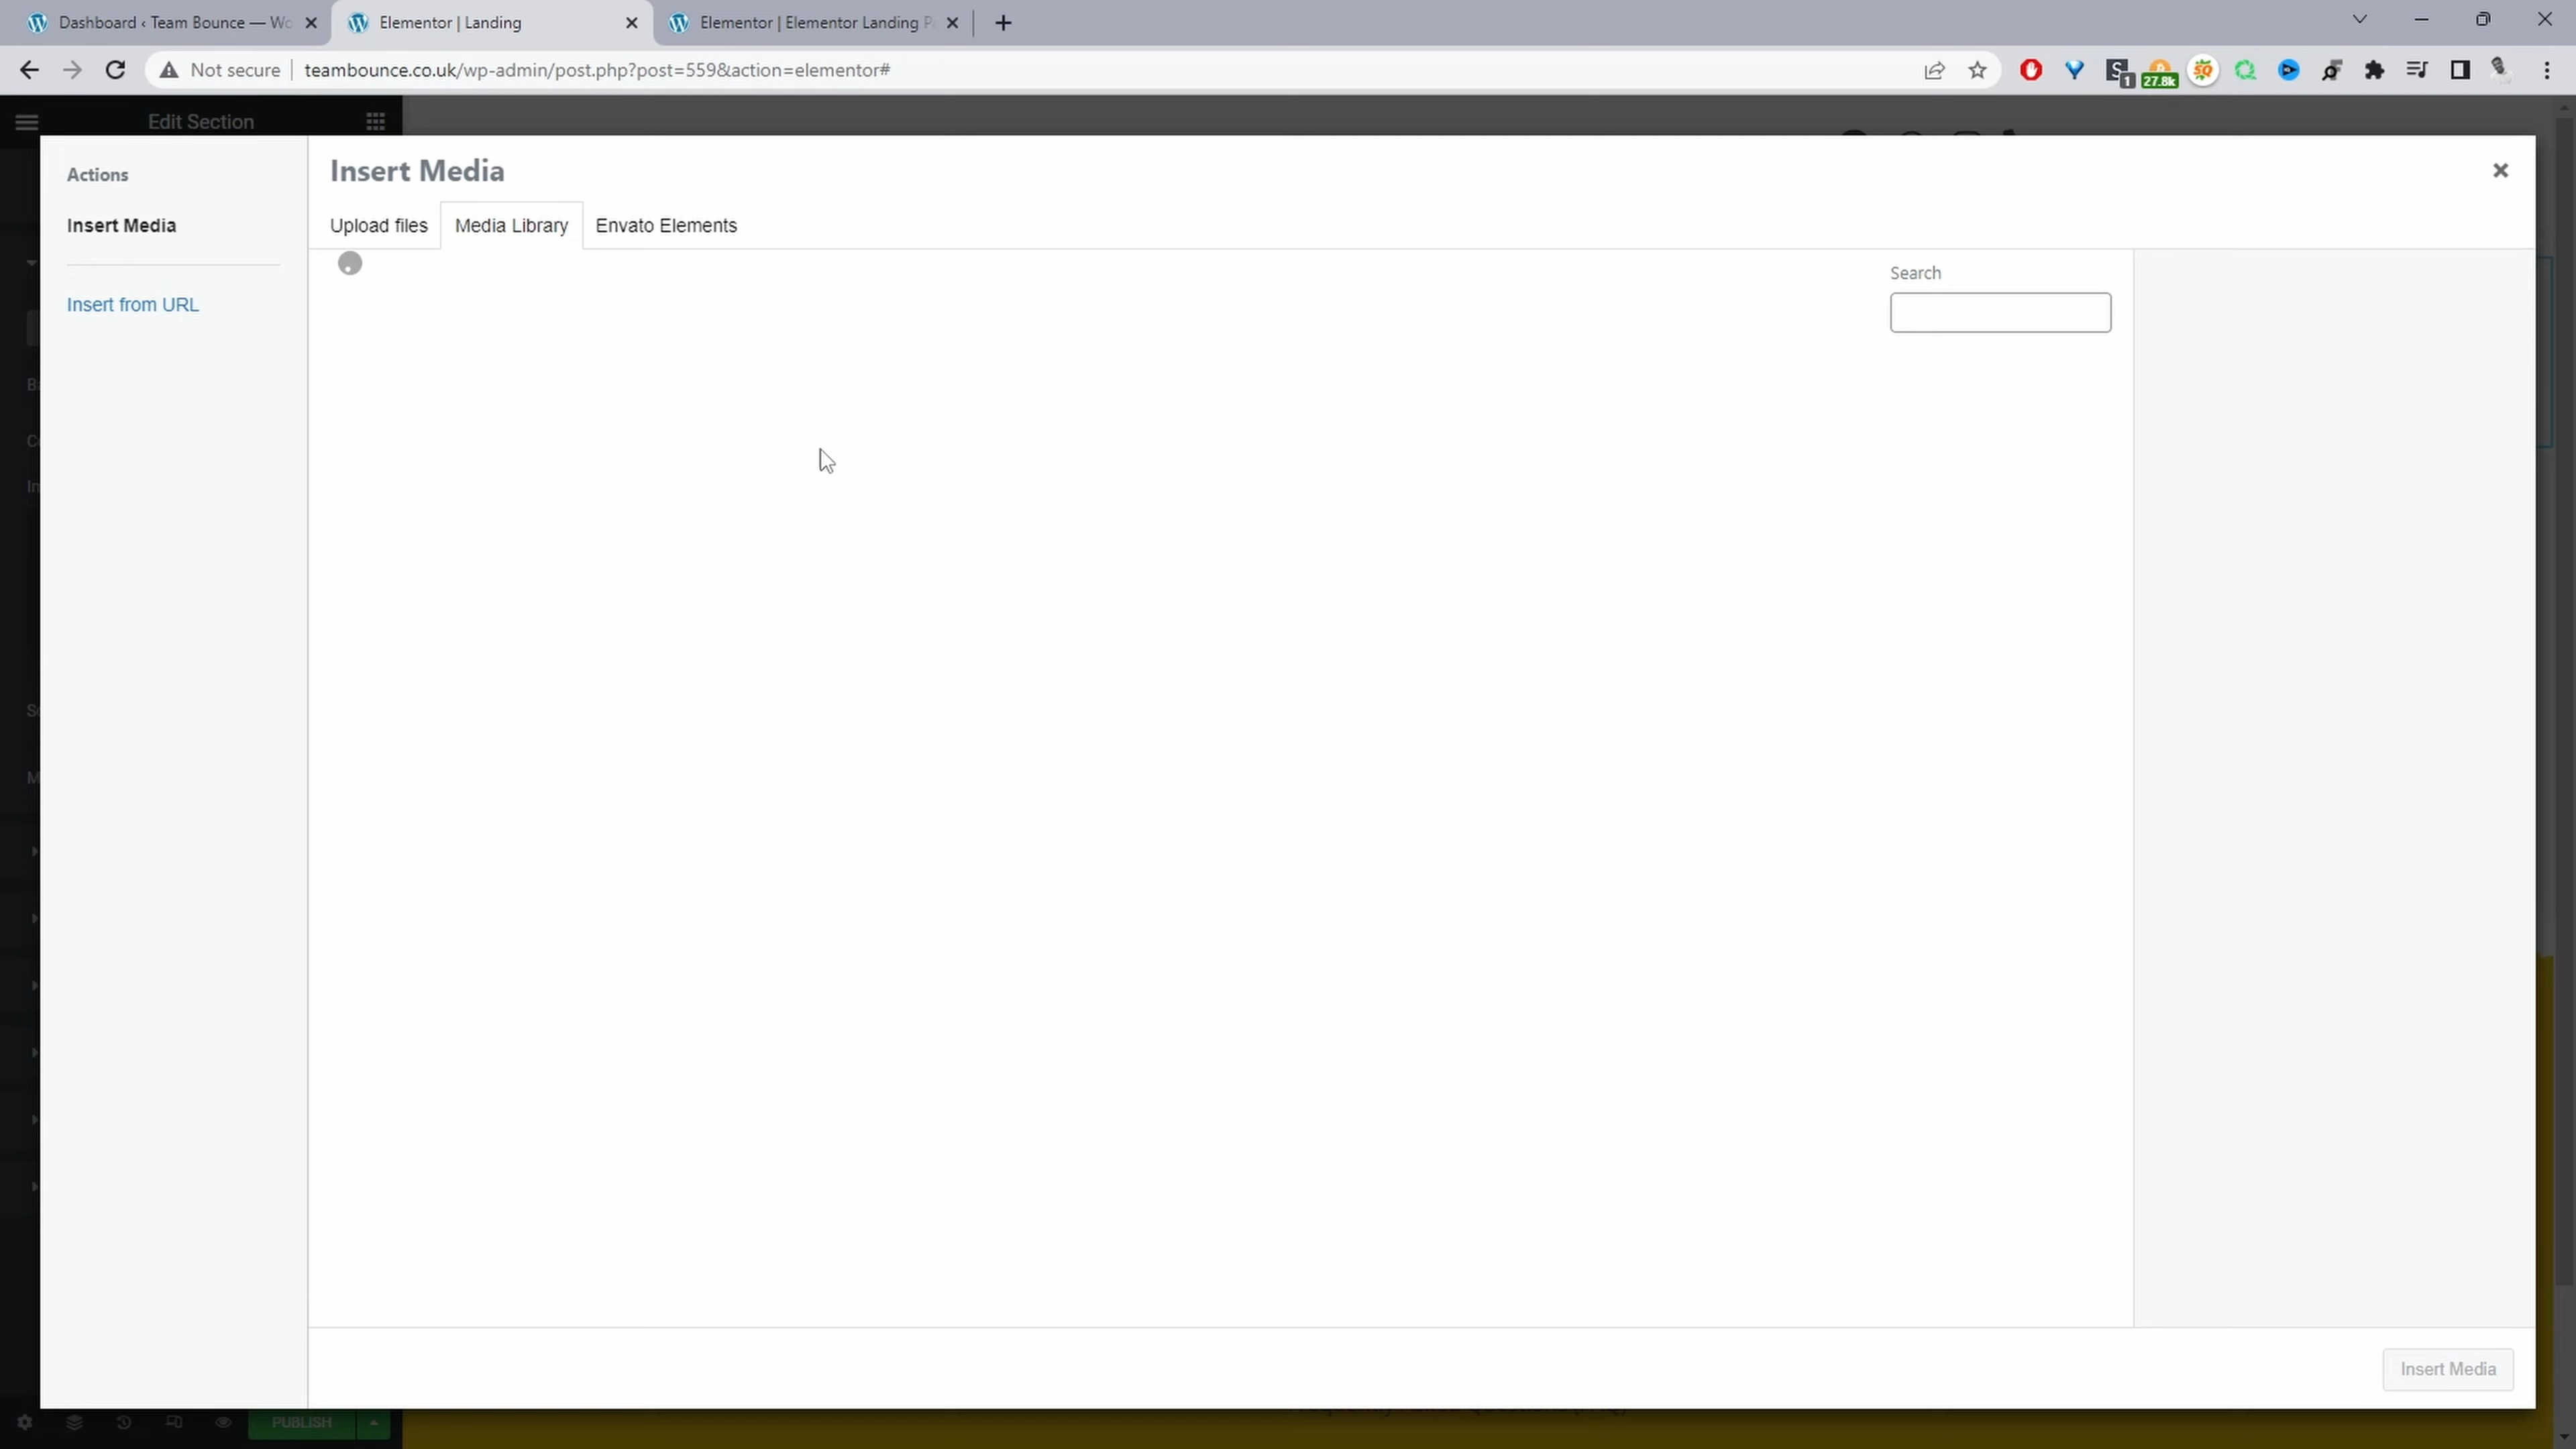 Dashboard ‹ Team Bounce — Wo
Elementor | Landing
Elementor | Elementor Landing P
Not secure
teambounce.co.uk/wp-admin/post.php?post=559&action=elementor#
1
27.8k
SQ
Edit Section
Actions
Insert Media
Insert from URL
Insert Media
Upload files
Media Library
Envato Elements
Search
Insert Media
PUBLISH